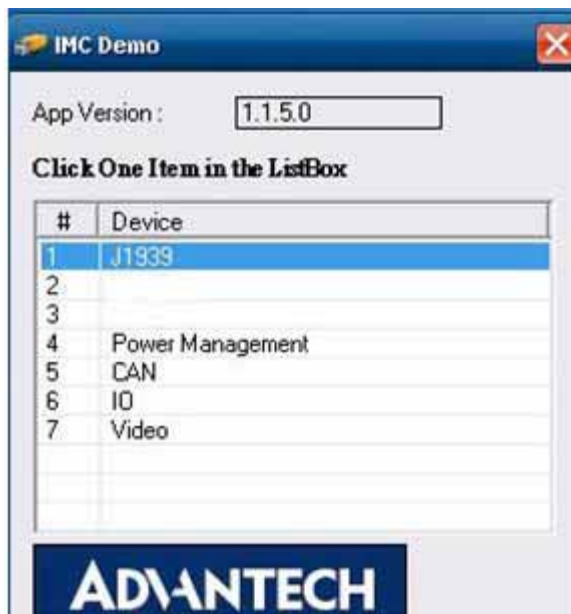 IMC Demo
App Version : 1.1.5.0
Click One Item in the ListBox
# Device
1 J1939
2
3
4 Power Management
5 CAN
6 IO
7 Video
ADVANTECH